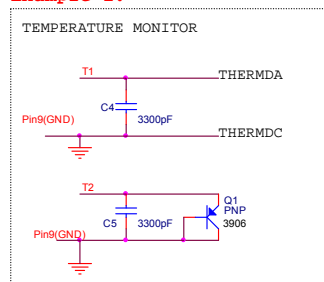 TEMPERATURE MONITOR
T1
THERMDA
C4
3300pF
Pin9(GND)
THERMDC
T2
Q1
PNP
3906
C5
3300pF
Pin9(GND)